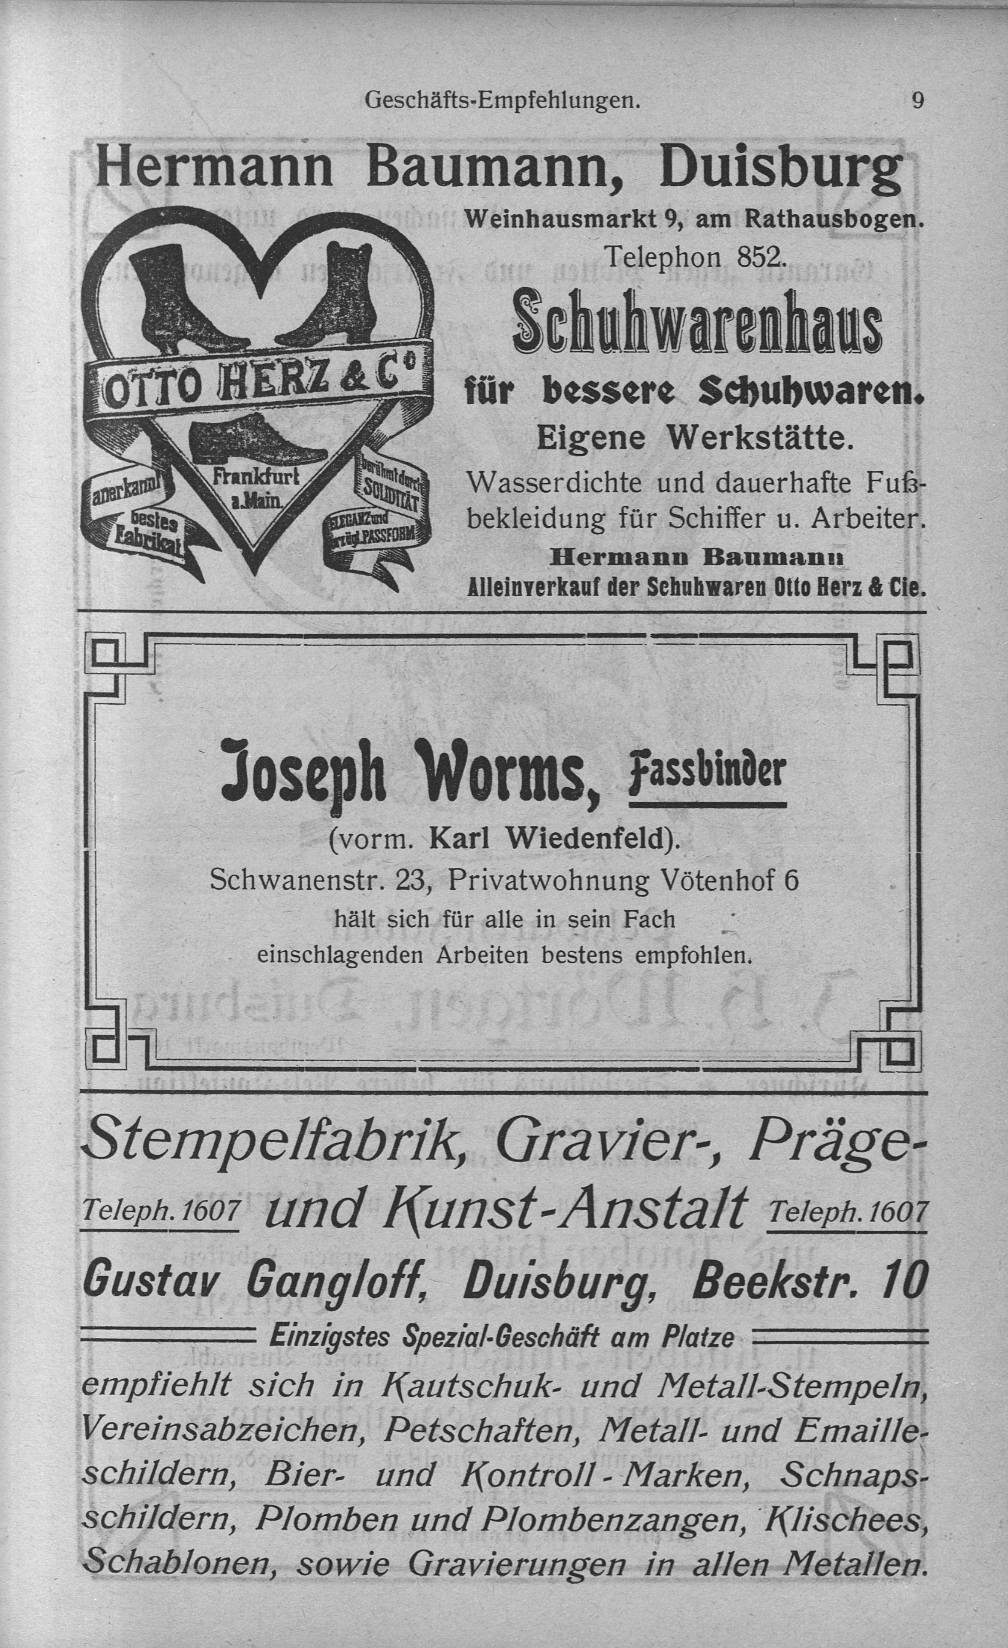 Geschäfts-Empfehlungen. 9
Hermann Baumann, Duisburg
Weinhausmarkt 9, am Rathausbogen.
Telephon 852.
Schuhwarenhaus
für bessere Schuhwaren.
Eigene Werkstätte.
Wasserdichte und dauerhafte Fuß-
bekleidung für Schiffer u. Arbeiter.
Hermann Baumann
Alleinverkauf der Schuhwaren Otto Herz & Cie.
OTTO HERZ & Co
Frankfurt
a. Main.
anerkannt
bestes
Fabrikat
berühmt durch
SOLIDITÄT
ELEGANZ und
vorzügl. PASSFORM
Joseph Worms, Fassbinder
(vorm. Karl Wiedenfeld).
Schwanenstr. 23, Privatwohnung Vötenhof 6
hält sich für alle in sein Fach
einschlagenden Arbeiten bestens empfohlen.
Stempelfabrik, Gravier-, Präge-
Teleph. 1607 und Kunst-Anstalt Teleph. 1607
Gustav Gangloff, Duisburg, Beekstr. 10
Einzigstes Spezial-Geschäft am Platze
empfiehlt sich in Kautschuk- und Metall-Stempeln,
Vereinsabzeichen, Petschaften, Metall- und Emaille-
schildern, Bier- und Kontroll-Marken, Schnaps-
schildern, Plomben und Plombenzangen, Klischees,
Schablonen, sowie Gravierungen in allen Metallen.